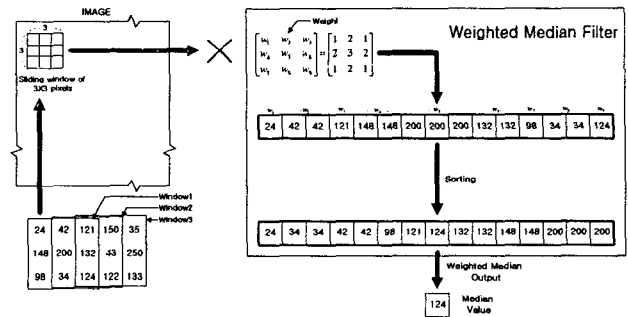 IMAGE
3
3
Sliding window of
3X3 pixels
Window1
Window2
Window3
24 42 121 150 35
148 200 132 43 250
98 34 124 122 133
Weight
Weighted Median Filter
w₁ w₂ w₃
w₄ w₅ w₆
w₇ w₈ w₉
=
1 2 1
2 3 2
1 2 1
24 42 42 121 148 148 200 200 200 132 132 98 34 34 124
Sorting
24 34 34 42 42 98 121 124 132 132 148 148 200 200 200
Weighted Median
Output
124
Median
Value